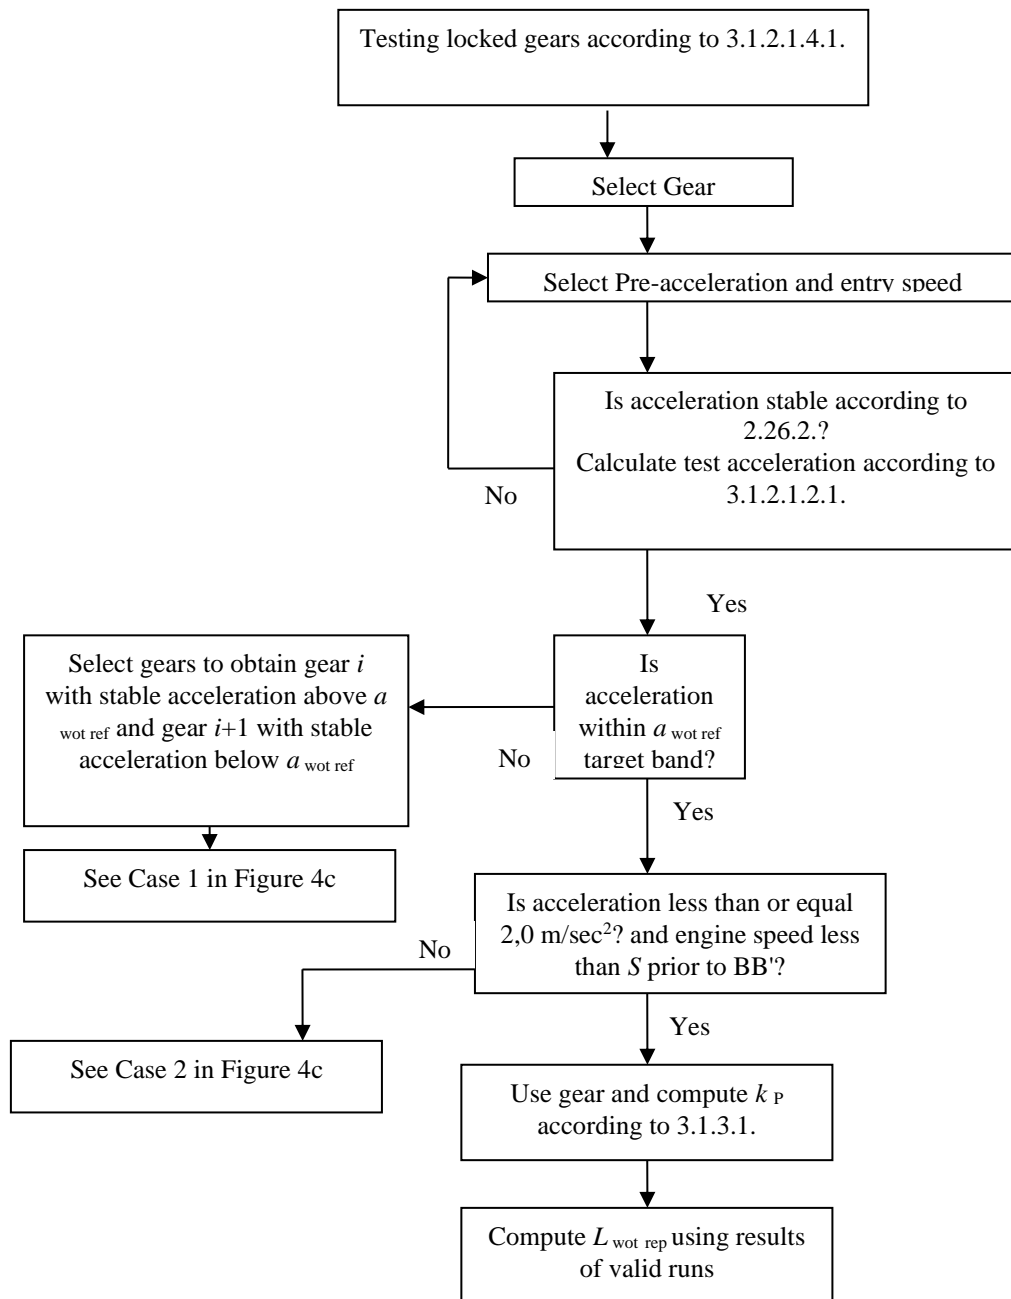 Testing locked gears according to 3.1.2.1.4.1.
Select Gear
Select Pre-acceleration and entry speed
Is acceleration stable according to
2.26.2.?
Calculate test acceleration according to
3.1.2.1.2.1.
No
Yes
Select gears to obtain gear i
with stable acceleration above a
wot ref and gear i+1 with stable
acceleration below a wot ref
Is
acceleration
within a wot ref
target band?
No
Yes
See Case 1 in Figure 4c
Is acceleration less than or equal
2,0 m/sec²? and engine speed less
than S prior to BB'?
No
Yes
See Case 2 in Figure 4c
Use gear and compute k P
according to 3.1.3.1.
Compute L wot rep using results
of valid runs